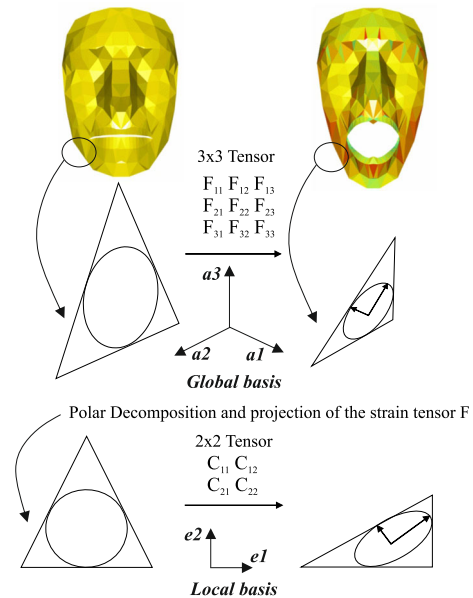 3x3 Tensor
F11 F12 F13
F21 F22 F23
F31 F32 F33
a3
a2
a1
Global basis
Polar Decomposition and projection of the strain tensor F
2x2 Tensor
C11 C12
C21 C22
e2
e1
Local basis